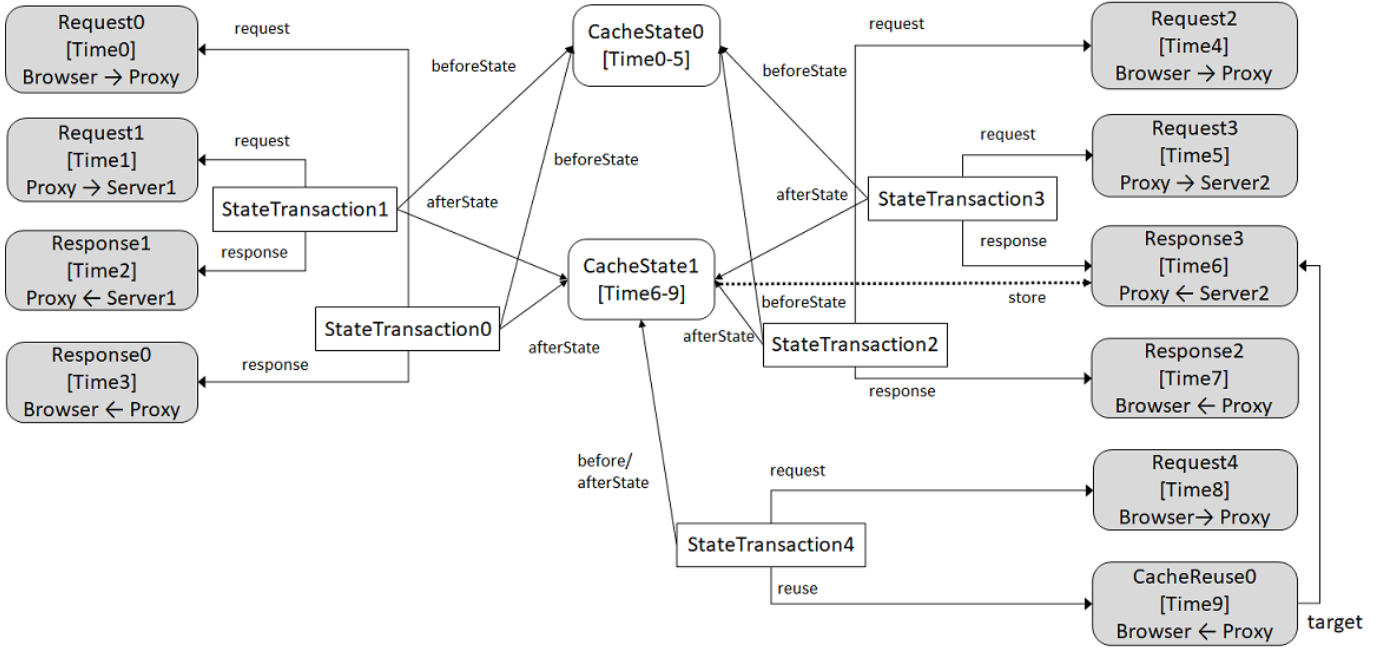 Request0
[Time0]
Browser → Proxy
request
CacheState0
[Time0-5]
beforeState
beforeState
request
Request2
[Time4]
Browser → Proxy
Request1
[Time1]
Proxy → Server1
request
beforeState
request
Request3
[Time5]
Proxy → Server2
StateTransaction1
afterState
afterState
StateTransaction3
Response1
[Time2]
Proxy ← Server1
response
CacheState1
[Time6-9]
response
Response3
[Time6]
Proxy ← Server2
store
beforeState
StateTransaction0
afterState
afterState
StateTransaction2
Response0
[Time3]
Browser ← Proxy
response
response
Response2
[Time7]
Browser ← Proxy
before/
afterState
request
Request4
[Time8]
Browser→ Proxy
StateTransaction4
reuse
CacheReuse0
[Time9]
Browser ← Proxy
target